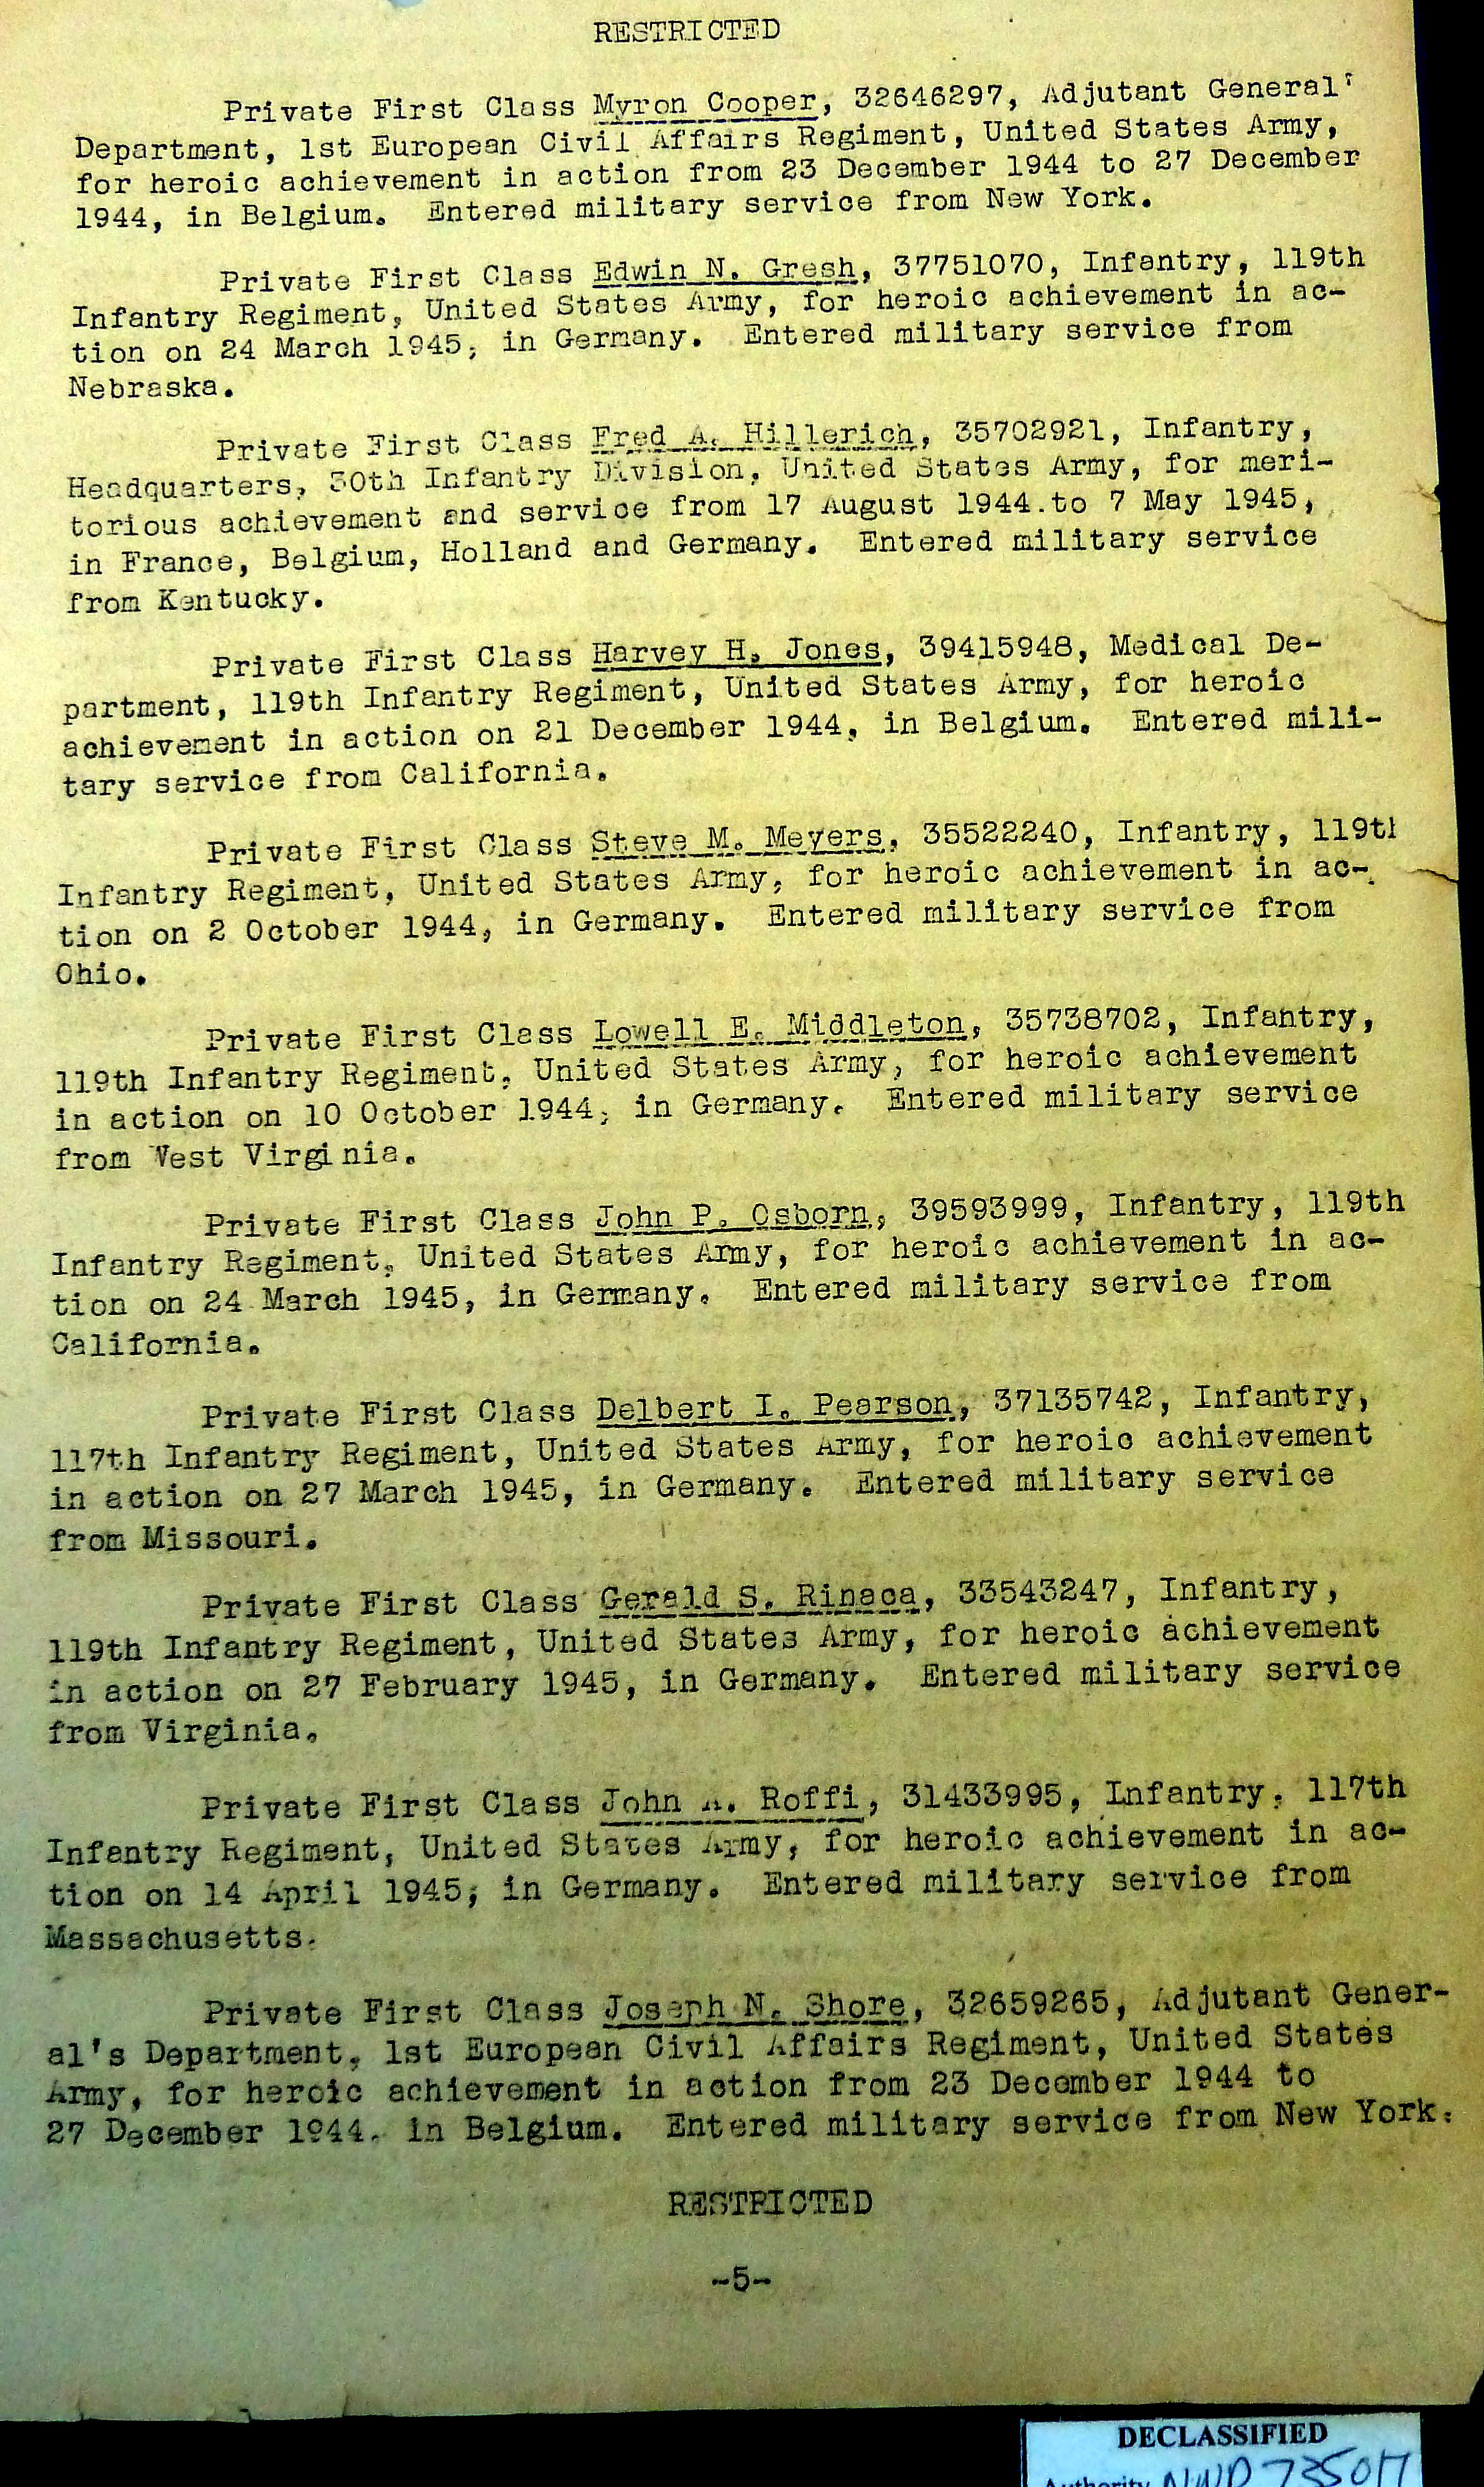 RESTRICTED
Private First Class Myron Cooper, 32646297, Adjutant General'
Department, 1st European Civil Affairs Regiment, United States Army,
for heroic achievement in action from 23 December 1944 to 27 December
1944, in Belgium. Entered military service from New York.
Private First Class Edwin N. Gresh, 37751070, Infantry, 119th
Infantry Regiment, United States Army, for heroic achievement in ac-
tion on 24 March 1945, in Germany. Entered military service from
Nebraska.
Private First Class Fred A. Hillerich, 35702921, Infantry,
Headquarters, 30th Infantry Division, United States Army, for meri-
torious achievement and service from 17 August 1944 to 7 May 1945,
in France, Belgium, Holland and Germany. Entered military service
from Kentucky.
Private First Class Harvey H. Jones, 39415948, Medical De-
partment, 119th Infantry Regiment, United States Army, for heroic
achievement in action on 21 December 1944, in Belgium. Entered mili-
tary service from California.
Private First Class Steve M. Meyers, 35522240, Infantry, 119th
Infantry Regiment, United States Army, for heroic achievement in ac-
tion on 2 October 1944, in Germany. Entered military service from
Ohio.
Private First Class Lowell E. Middleton, 35738702, Infantry,
119th Infantry Regiment, United States Army, for heroic achievement
in action on 10 October 1944, in Germany. Entered military service
from West Virginia.
Private First Class John P. Osborn, 39593999, Infantry, 119th
Infantry Regiment, United States Army, for heroic achievement in ac-
tion on 24 March 1945, in Germany. Entered military service from
California.
Private First Class Delbert I. Pearson, 37135742, Infantry,
117th Infantry Regiment, United States Army, for heroic achievement
in action on 27 March 1945, in Germany. Entered military service
from Missouri.
Private First Class Gerald S. Rinaca, 33543247, Infantry,
119th Infantry Regiment, United States Army, for heroic achievement
in action on 27 February 1945, in Germany. Entered military service
from Virginia.
Private First Class John A. Roffi, 31433995, Infantry, 117th
Infantry Regiment, United States Army, for heroic achievement in ac-
tion on 14 April 1945, in Germany. Entered military service from
Massachusetts.
Private First Class Joseph N. Shore, 32659265, Adjutant Gener-
al's Department, 1st European Civil Affairs Regiment, United States
Army, for heroic achievement in action from 23 December 1944 to
27 December 1944, in Belgium. Entered military service from New York.
RESTRICTED
-5-
DECLASSIFIED
Authority NND 735017